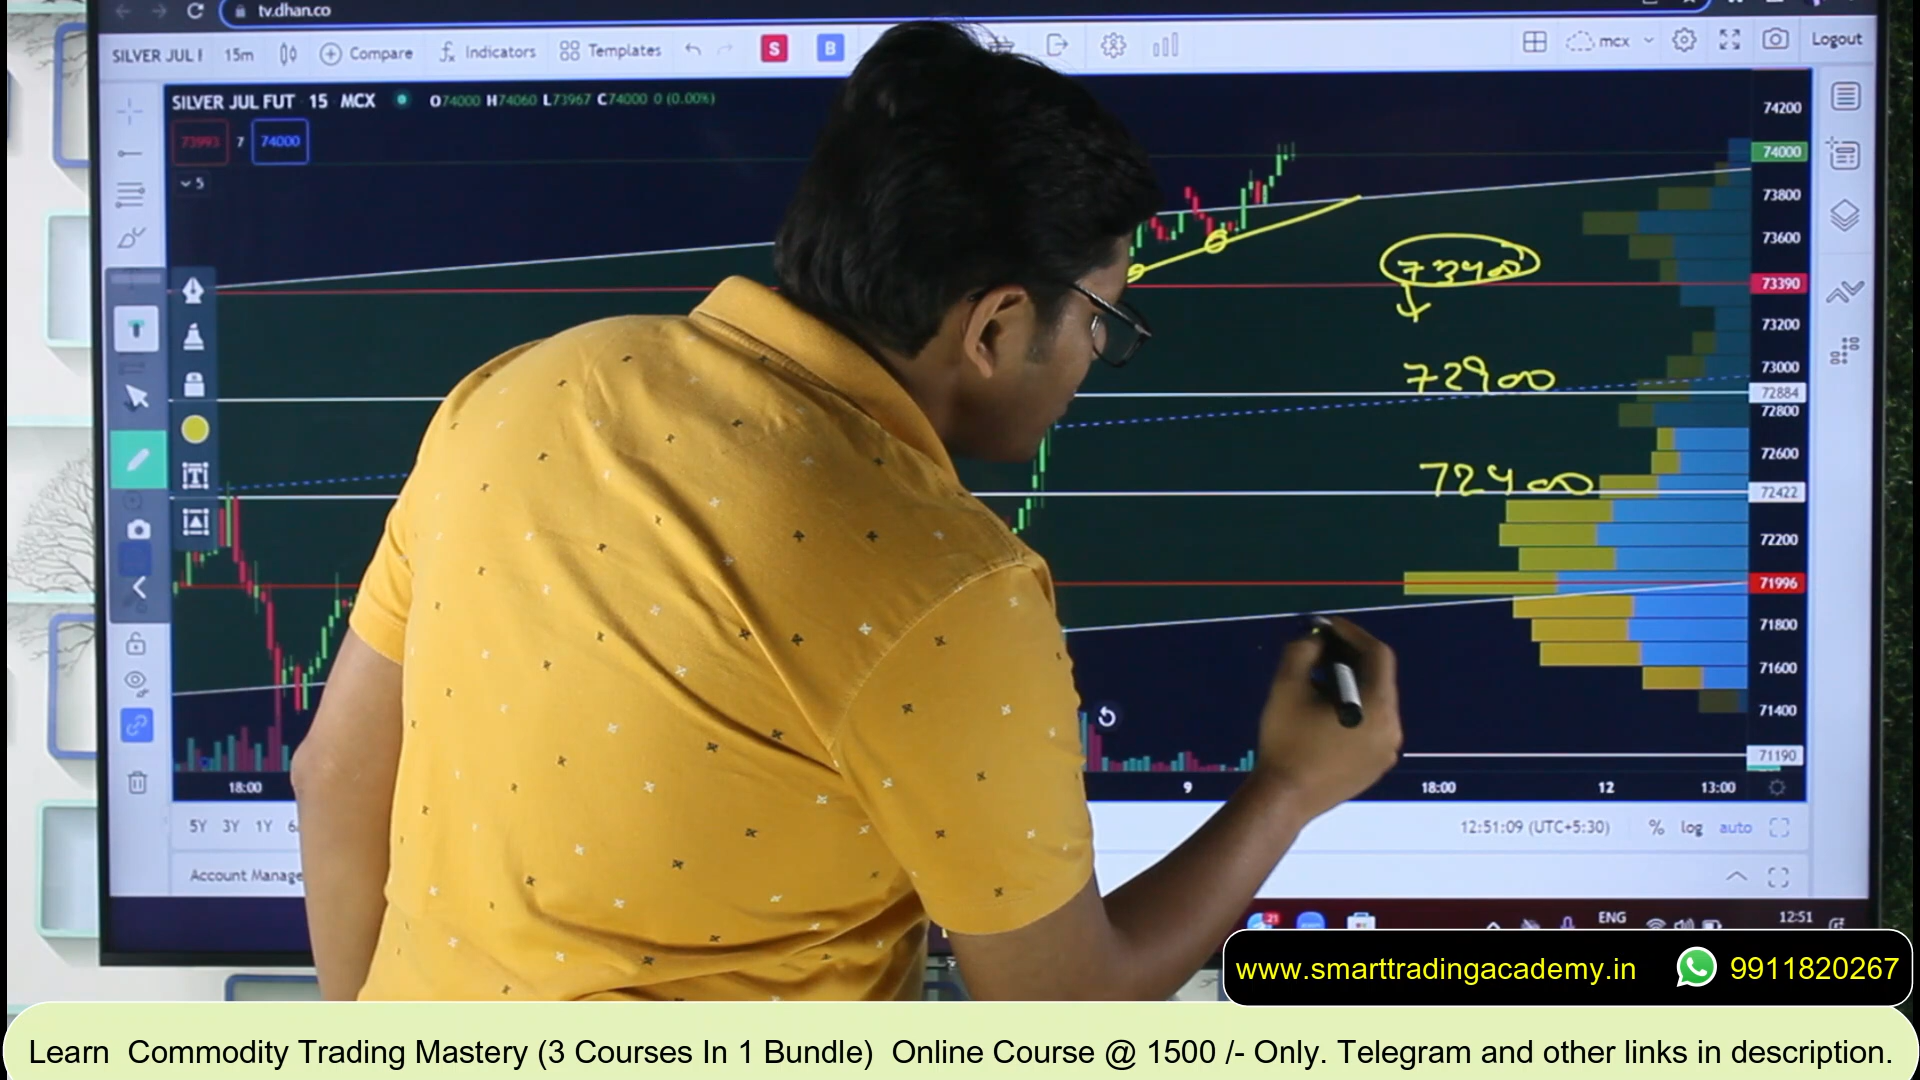 tv.dhan.co
SILVER JUL F 15m Compare Indicators Templates S B mcx Logout
SILVER JUL FUT 15 MCX O74000 H74060 L73967 C74000 0 (0.00%)
73993 7 74000
5
74200
74000
73800
73600
73400
73390
73200
73000
72900
72884
72800
72600
72400
72422
72200
71996
71800
71600
71400
71190
18:00 9 18:00 12 13:00
5Y 3Y 1Y 12:51:09 (UTC+5:30) % log auto
Account Manage
21 ENG 12:51
www.smarttradingacademy.in 9911820267
Learn Commodity Trading Mastery (3 Courses In 1 Bundle) Online Course @ 1500 /- Only. Telegram and other links in description.